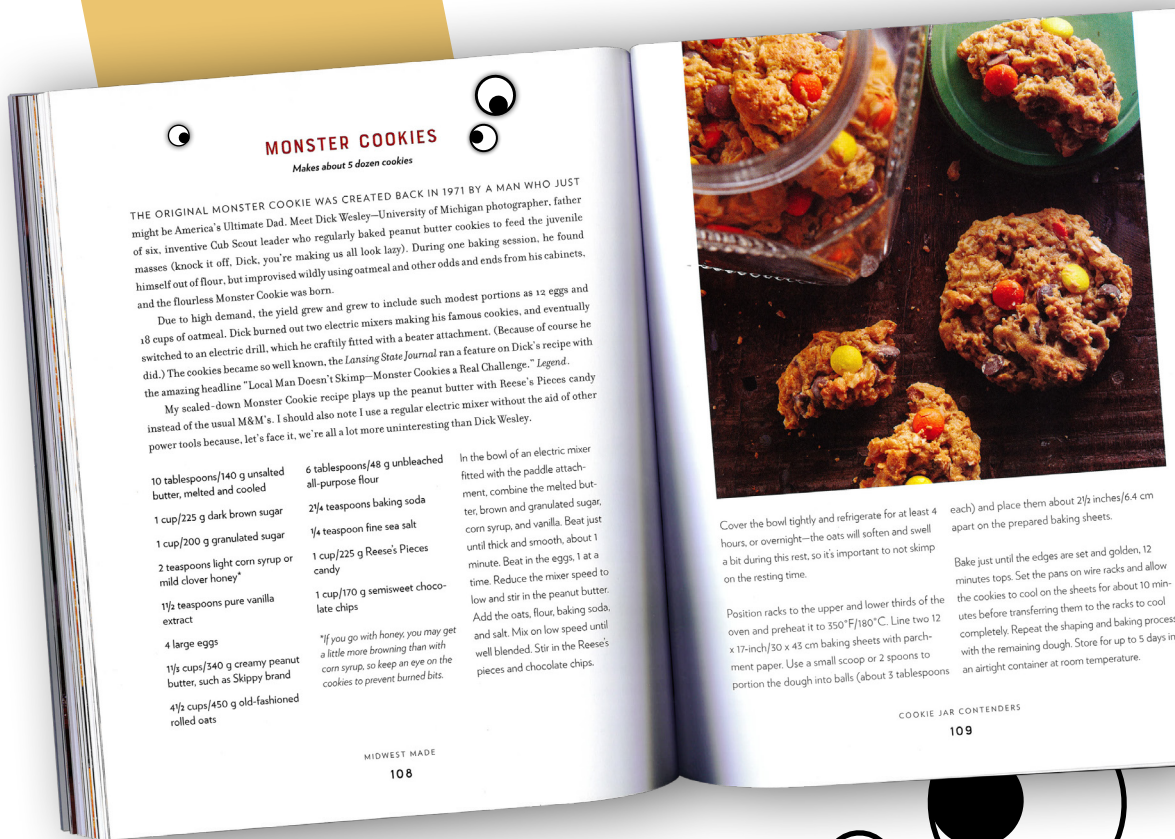 MONSTER COOKIES
Makes about 5 dozen cookies
THE ORIGINAL MONSTER COOKIE WAS CREATED BACK IN 1971 BY A MAN WHO JUST
might be America's Ultimate Dad. Meet Dick Wesley—University of Michigan photographer, father
of six, inventive Cub Scout leader who regularly baked peanut butter cookies to feed the juvenile
masses (knock it off, Dick, you're making us all look lazy). During one baking session, he found
himself out of flour, but improvised wildly using oatmeal and other odds and ends from his cabinets,
and the flourless Monster Cookie was born.
Due to high demand, the yield grew and grew to include such modest portions as 12 eggs and
18 cups of oatmeal. Dick burned out two electric mixers making his famous cookies, and eventually
switched to an electric drill, which he craftily fitted with a beater attachment. (Because of course he
did.) The cookies became so well known, the Lansing State Journal ran a feature on Dick's recipe with
the amazing headline "Local Man Doesn't Skimp—Monster Cookies a Real Challenge." Legend.
My scaled-down Monster Cookie recipe plays up the peanut butter with Reese's Pieces candy
instead of the usual M&M's. I should also note I use a regular electric mixer without the aid of other
power tools because, let's face it, we're all a lot more uninteresting than Dick Wesley.
10 tablespoons/140 g unsalted
butter, melted and cooled
1 cup/225 g dark brown sugar
1 cup/200 g granulated sugar
2 teaspoons light corn syrup or
mild clover honey*
1½ teaspoons pure vanilla
extract
4 large eggs
1⅓ cups/340 g creamy peanut
butter, such as Skippy brand
4½ cups/450 g old-fashioned
rolled oats
6 tablespoons/48 g unbleached
all-purpose flour
2¼ teaspoons baking soda
¼ teaspoon fine sea salt
1 cup/225 g Reese's Pieces
candy
1 cup/170 g semisweet choco-
late chips
*If you go with honey, you may get
a little more browning than with
corn syrup, so keep an eye on the
cookies to prevent burned bits.
In the bowl of an electric mixer
fitted with the paddle attach-
ment, combine the melted but-
ter, brown and granulated sugar,
corn syrup, and vanilla. Beat just
until thick and smooth, about 1
minute. Beat in the eggs, 1 at a
time. Reduce the mixer speed to
low and stir in the peanut butter.
Add the oats, flour, baking soda,
and salt. Mix on low speed until
well blended. Stir in the Reese's
pieces and chocolate chips.
MIDWEST MADE
108
Cover the bowl tightly and refrigerate for at least 4
hours, or overnight—the oats will soften and swell
a bit during this rest, so it's important to not skimp
on the resting time.
Position racks to the upper and lower thirds of the
oven and preheat it to 350°F/180°C. Line two 12
x 17-inch/30 x 43 cm baking sheets with parch-
ment paper. Use a small scoop or 2 spoons to
portion the dough into balls (about 3 tablespoons
each) and place them about 2½ inches/6.4 cm
apart on the prepared baking sheets.
Bake just until the edges are set and golden, 12
minutes tops. Set the pans on wire racks and allow
the cookies to cool on the sheets for about 10 min-
utes before transferring them to the racks to cool
completely. Repeat the shaping and baking process
with the remaining dough. Store for up to 5 days in
an airtight container at room temperature.
COOKIE JAR CONTENDERS
109